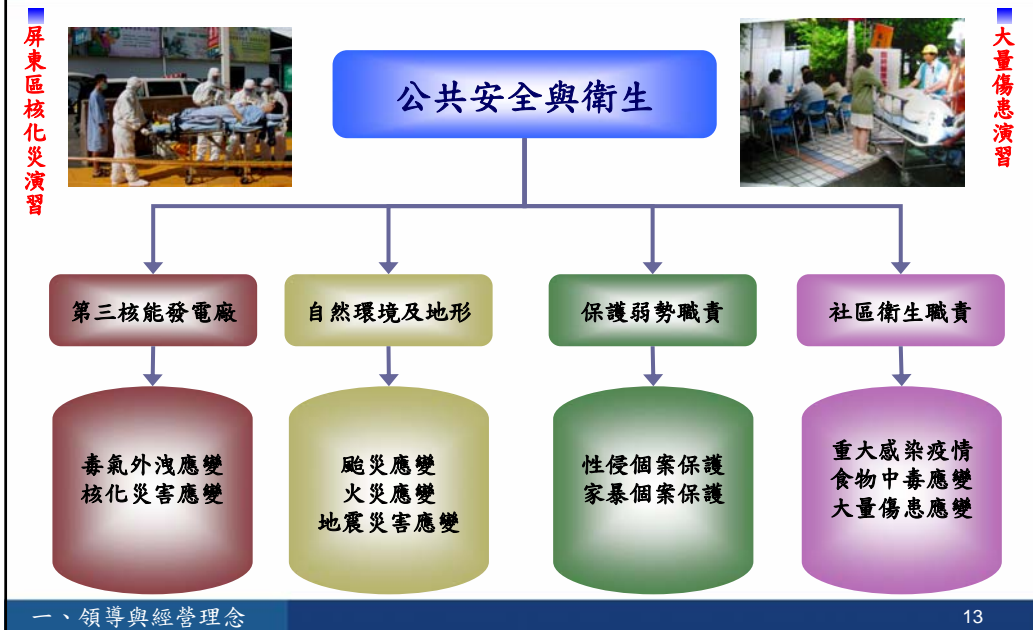 屏東區核化災演習
公共安全與衛生
大量傷患演習
第三核能發電廠
自然環境及地形
保護弱勢職責
社區衛生職責
毒氣外洩應變
核化災害應變
颱災應變
火災應變
地震災害應變
性侵個案保護
家暴個案保護
重大感染疫情
食物中毒應變
大量傷患應變
一、領導與經營理念
13